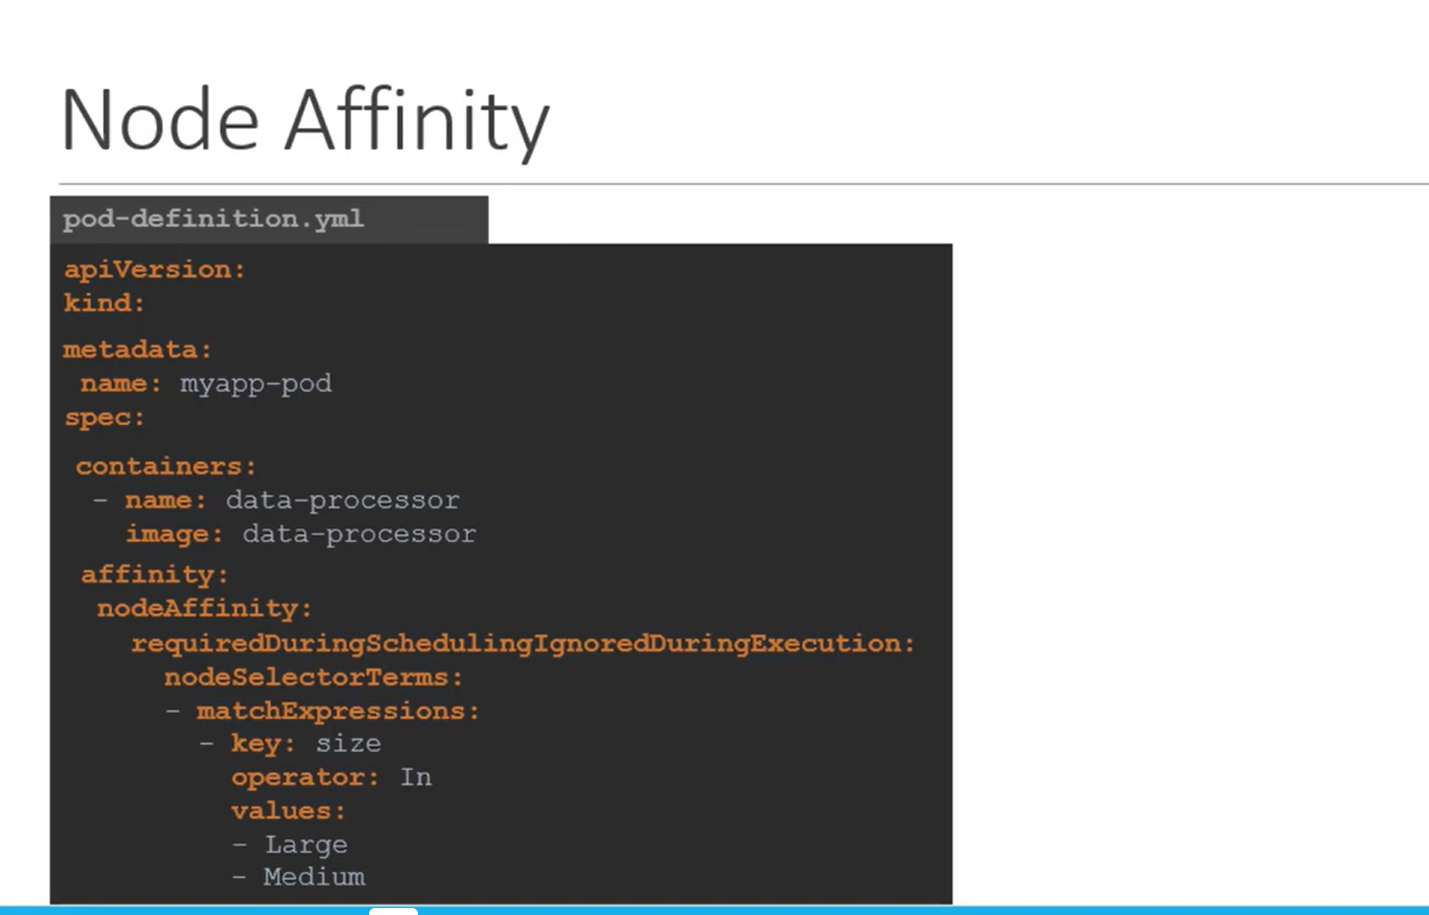 Node Affinity
pod-definition.yml
apiVersion:
kind:
metadata:
name: myapp-pod
spec:
containers:
- name: data-processor
image: data-processor
affinity:
nodeAffinity:
requiredDuringSchedulingIgnoredDuringExecution:
nodeSelectorTerms:
- matchExpressions:
- key: size
operator: In
values:
- Large
- Medium